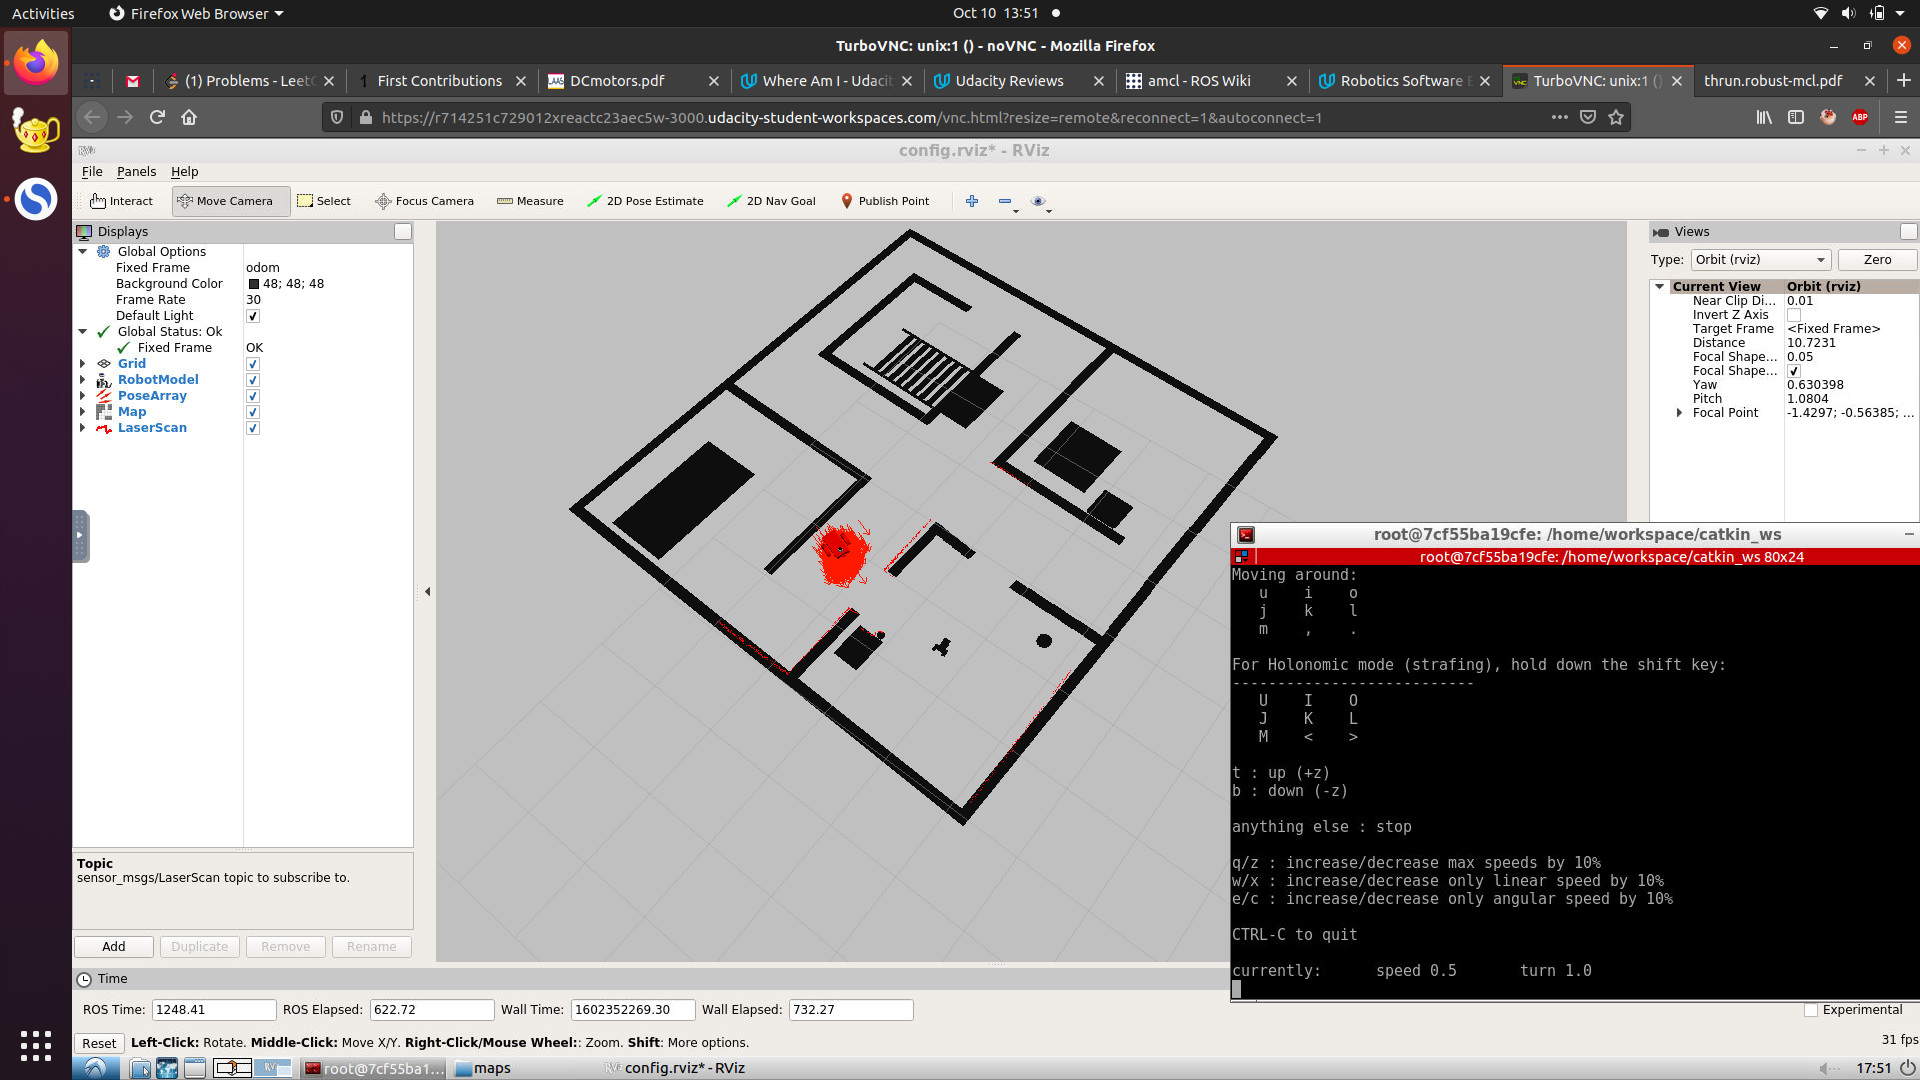 Activities
Firefox Web Browser
Oct 10 13:51
TurboVNC: unix:1 () - noVNC - Mozilla Firefox
(1) Problems - LeetC
First Contributions
DCmotors.pdf
Where Am I - Udaci
Udacity Reviews
amcl - ROS Wiki
Robotics Software E
TurboVNC: unix:1 ()
thrun.robust-mcl.pdf
https://r714251c729012xreactc23aec5w-3000.udacity-student-workspaces.com/vnc.html?resize=remote&reconnect=1&autoconnect=1
ABP
config.rviz* - RViz
File Panels Help
Interact
Move Camera
Select
Focus Camera
Measure
2D Pose Estimate
2D Nav Goal
Publish Point
Displays
Global Options
Fixed Frame odom
Background Color 48; 48; 48
Frame Rate 30
Default Light
Global Status: Ok
Fixed Frame OK
Grid
RobotModel
PoseArray
Map
LaserScan
Topic
sensor_msgs/LaserScan topic to subscribe to.
Add Duplicate Remove Rename
Views
Type: Orbit (rviz) Zero
Current View Orbit (rviz)
Near Clip Di... 0.01
Invert Z Axis
Target Frame <Fixed Frame>
Distance 10.7231
Focal Shape... 0.05
Focal Shape...
Yaw 0.630398
Pitch 1.0804
Focal Point -1.4297; -0.56385; ...
root@7cf55ba19cfe: /home/workspace/catkin_ws
root@7cf55ba19cfe: /home/workspace/catkin_ws 80x24
Moving around:
u i o
j k l
m , .
For Holonomic mode (strafing), hold down the shift key:
---------------------------
U I O
J K L
M < >
t : up (+z)
b : down (-z)
anything else : stop
q/z : increase/decrease max speeds by 10%
w/x : increase/decrease only linear speed by 10%
e/c : increase/decrease only angular speed by 10%
CTRL-C to quit
currently: speed 0.5 turn 1.0
Time
ROS Time: 1248.41 ROS Elapsed: 622.72 Wall Time: 1602352269.30 Wall Elapsed: 732.27
Experimental
Reset
Left-Click: Rotate. Middle-Click: Move X/Y. Right-Click/Mouse Wheel:: Zoom. Shift: More options.
31 fps
root@7cf55ba1...
maps
config.rviz* - RViz
17:51